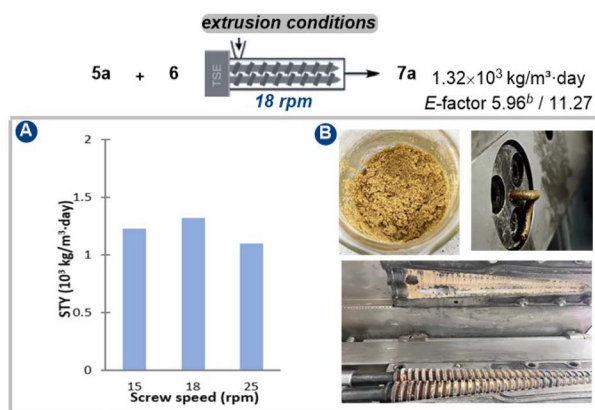 extrusion conditions
5a + 6 TSE 7a 1.32×10³ kg/m³·day
18 rpm E-factor 5.96ᵇ / 11.27
A
B
2
1.5
1
0.5
0
STY (10³ kg/m³·day)
15 18 25
Screw speed (rpm)